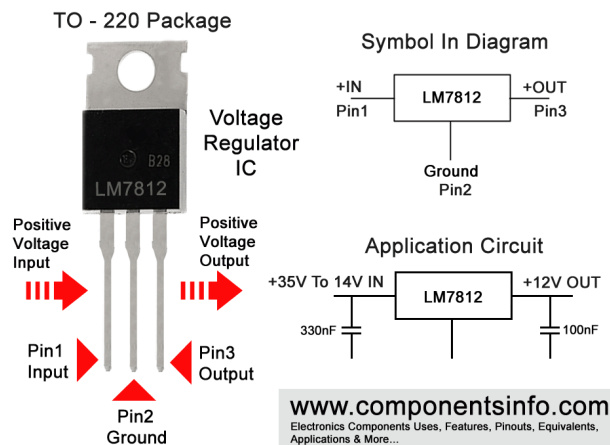 TO - 220 Package
B28
LM7812
Voltage
Regulator
IC
Positive
Voltage
Input
Positive
Voltage
Output
Pin1
Input
Pin3
Output
Pin2
Ground
Symbol In Diagram
+IN
Pin1
LM7812
+OUT
Pin3
Ground
Pin2
Application Circuit
+35V To 14V IN
LM7812
+12V OUT
330nF
100nF
www.componentsinfo.com
Electronics Components Uses, Features, Pinouts, Equivalents,
Applications & More...